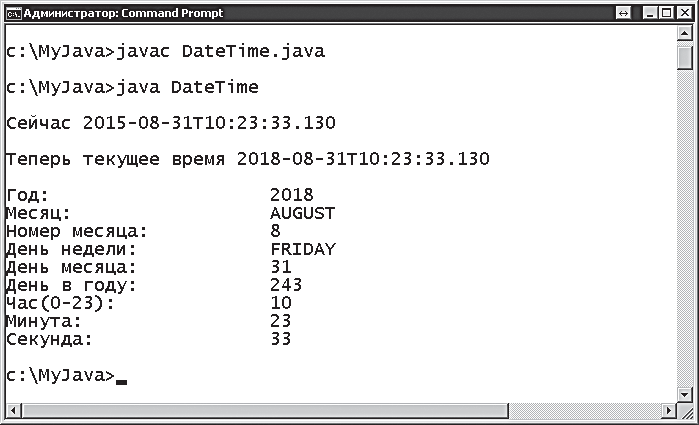 Администратор: Command Prompt
c:\MyJava>javac DateTime.java
c:\MyJava>java DateTime
Сейчас 2015-08-31T10:23:33.130
Теперь текущее время 2018-08-31T10:23:33.130
Год: 2018
Месяц: AUGUST
Номер месяца: 8
День недели: FRIDAY
День месяца: 31
День в году: 243
Час(0-23): 10
Минута: 23
Секунда: 33
c:\MyJava>